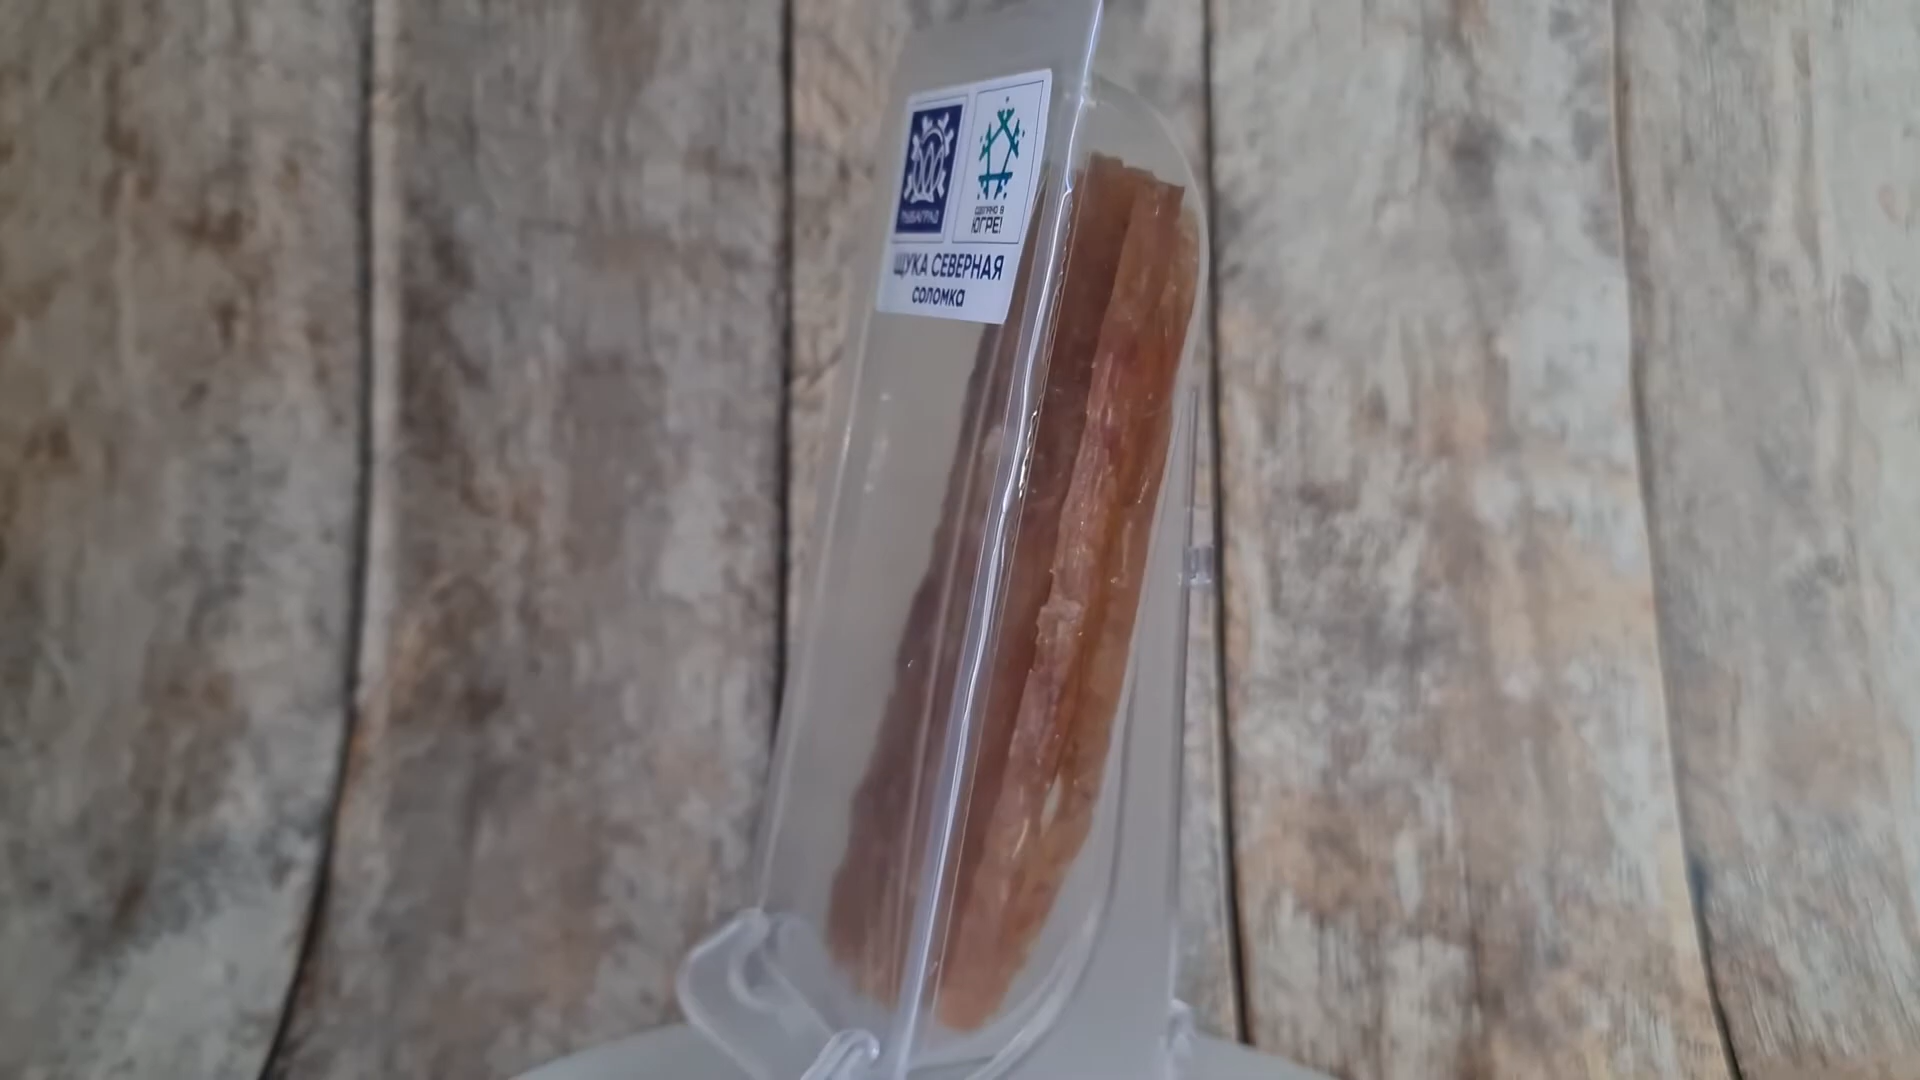 РЫБАГРАД
СДЕЛАНО В
ЮГРЕ!
ЩУКА СЕВЕРНАЯ
соломка